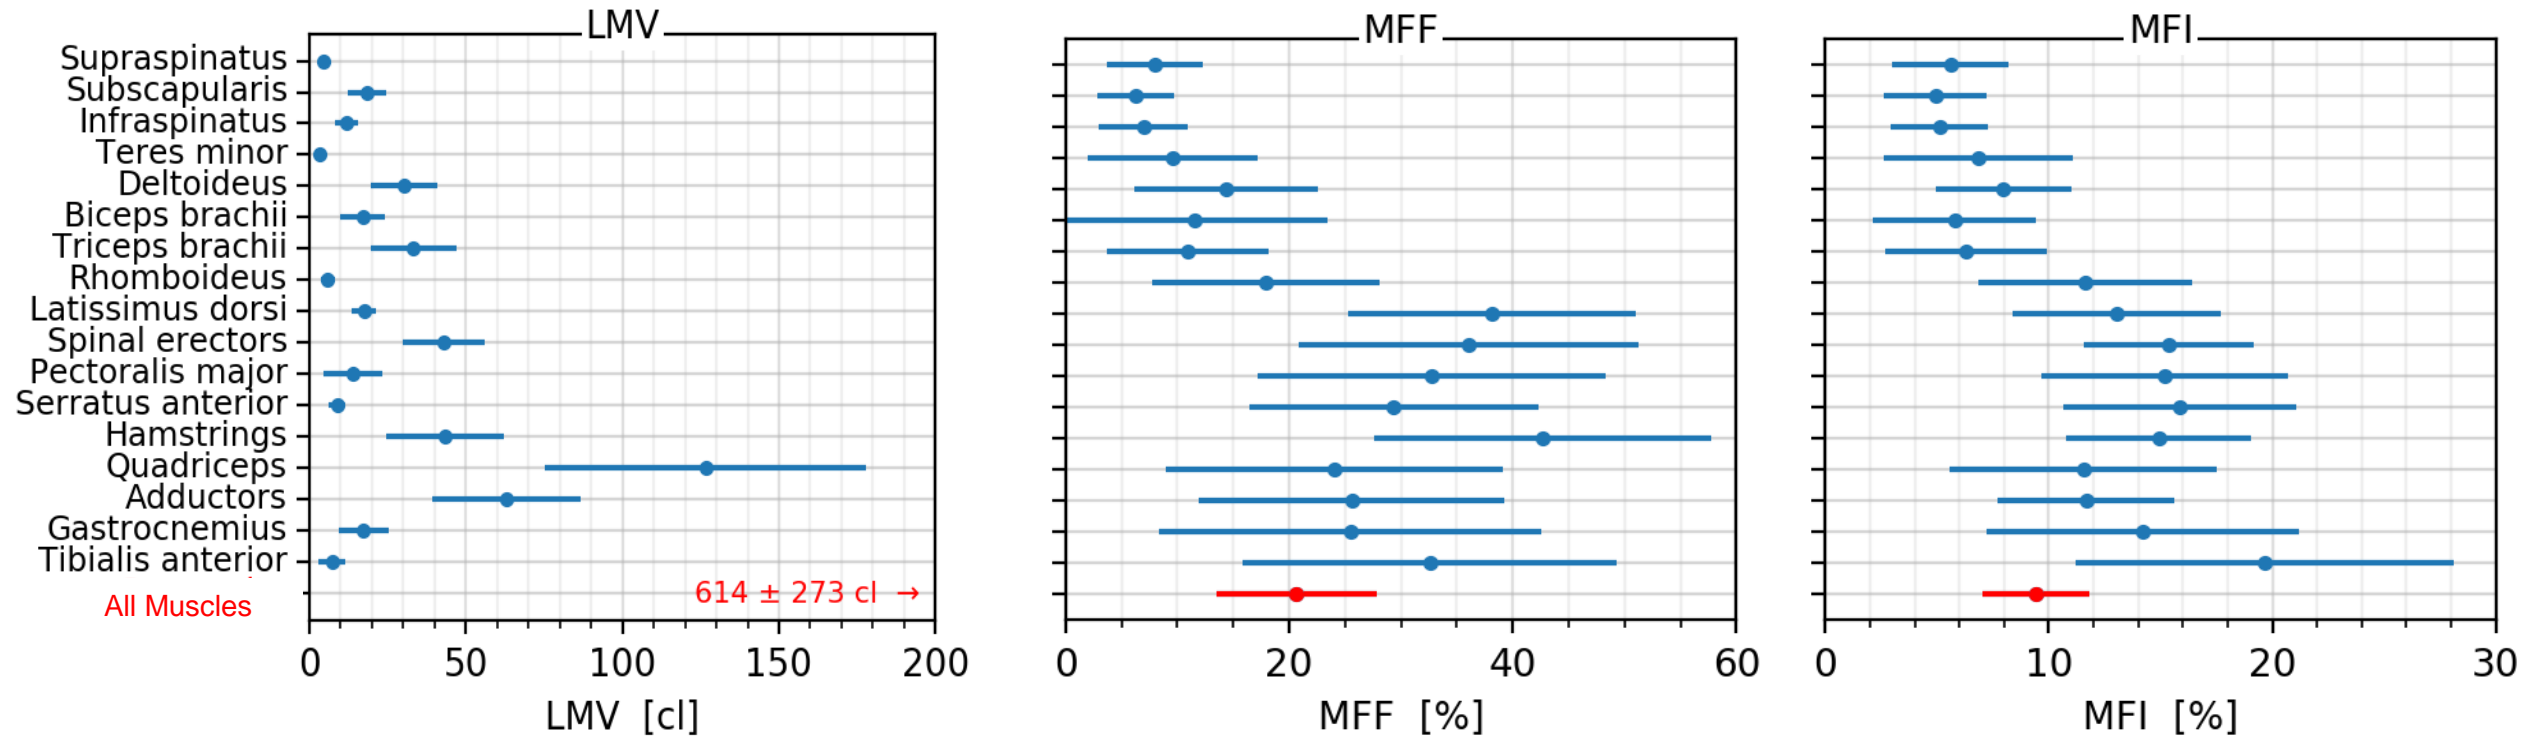 LMV
MFF
MFI
Supraspinatus
Subscapularis
Infraspinatus
Teres minor
Deltoideus
Biceps brachii
Triceps brachii
Rhomboideus
Latissimus dorsi
Spinal erectors
Pectoralis major
Serratus anterior
Hamstrings
Quadriceps
Adductors
Gastrocnemius
Tibialis anterior
All Muscles
614 ± 273 cl →
0 50 100 150 200
LMV [cl]
0 20 40 60
MFF [%]
0 10 20 30
MFI [%]